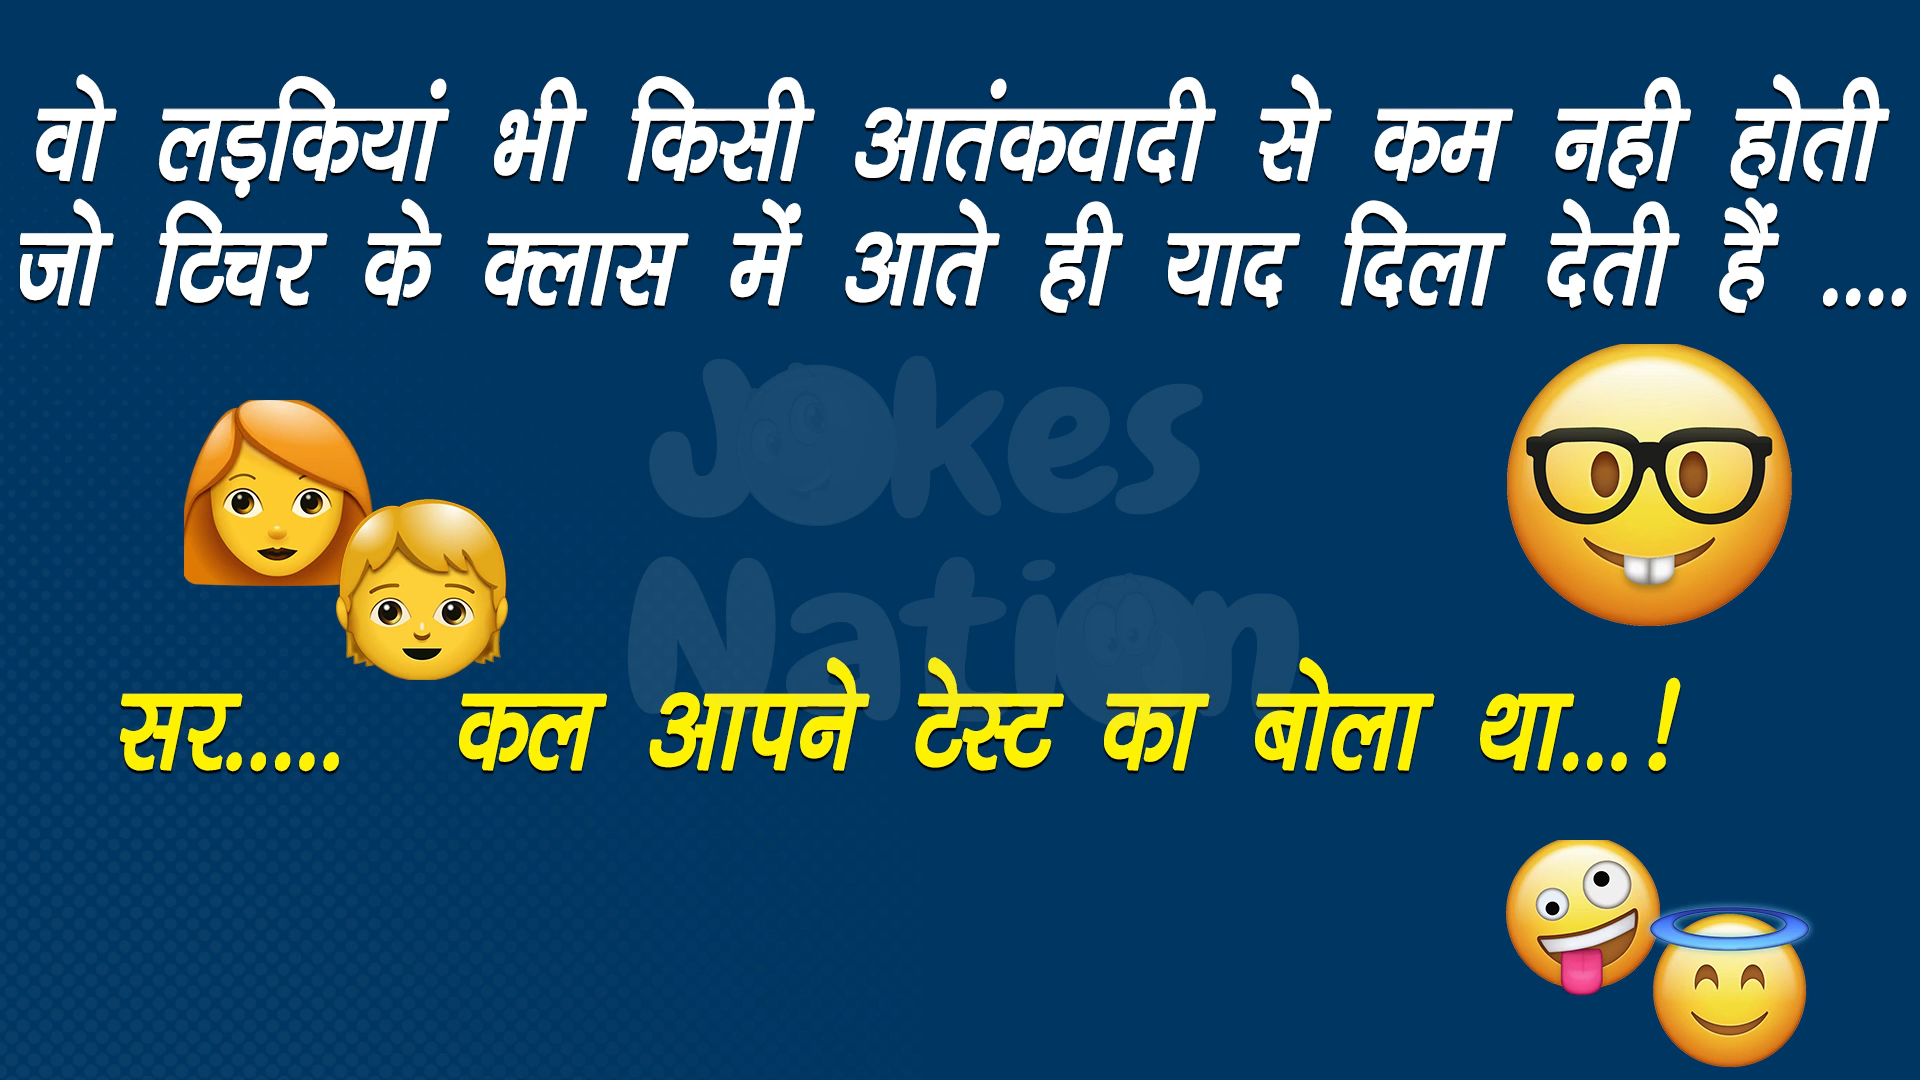 वो लड़कियां भी किसी आतंकवादी से कम नही होती
जो टिचर के क्लास में आते ही याद दिला देती हैं ....
Jokes
Nation
सर..... कल आपने टेस्ट का बोला था...!